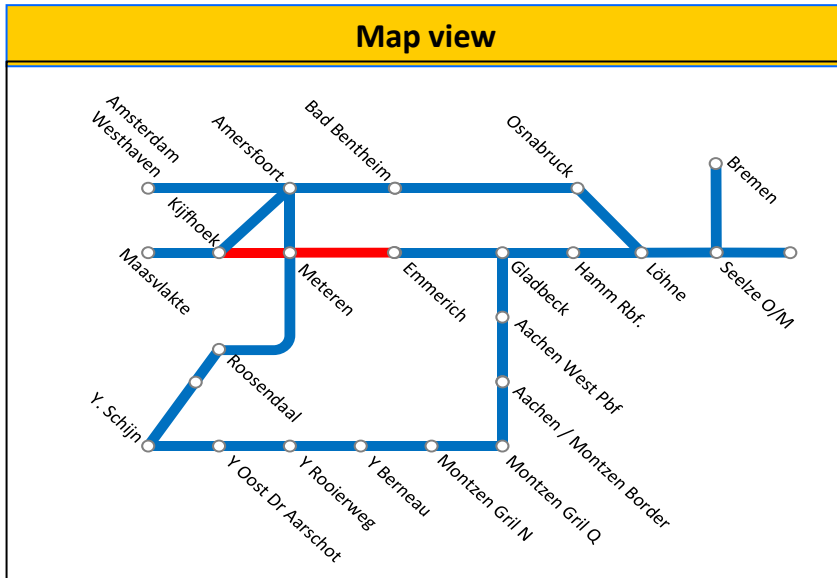 Map view
Amsterdam
Westhaven
Amersfoort
Bad Bentheim
Osnabruck
Bremen
Kijfhoek
Maasvlakte
Meteren
Emmerich
Gladbeck
Hamm Rbf.
Löhne
Seelze O/M
Aachen West Pbf
Roosendaal
Aachen / Montzen Border
Y. Schijn
Y Oost Dr Aarschot
Y Rooierweg
Y Berneau
Montzen Gril N
Montzen Gril Q